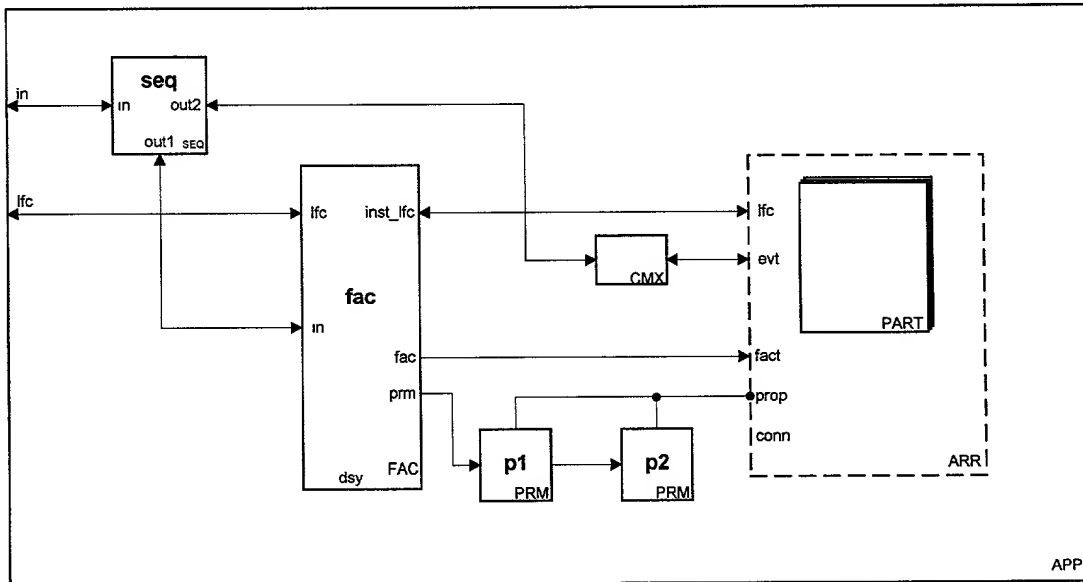 seq
in
in
out2
out1
SEQ
lfc
lfc
inst_lfc
lfc
evt
CMX
fac
PART
in
fac
fact
prm
prop
conn
p1
p2
FAC
dsy
PRM
PRM
ARR
APP